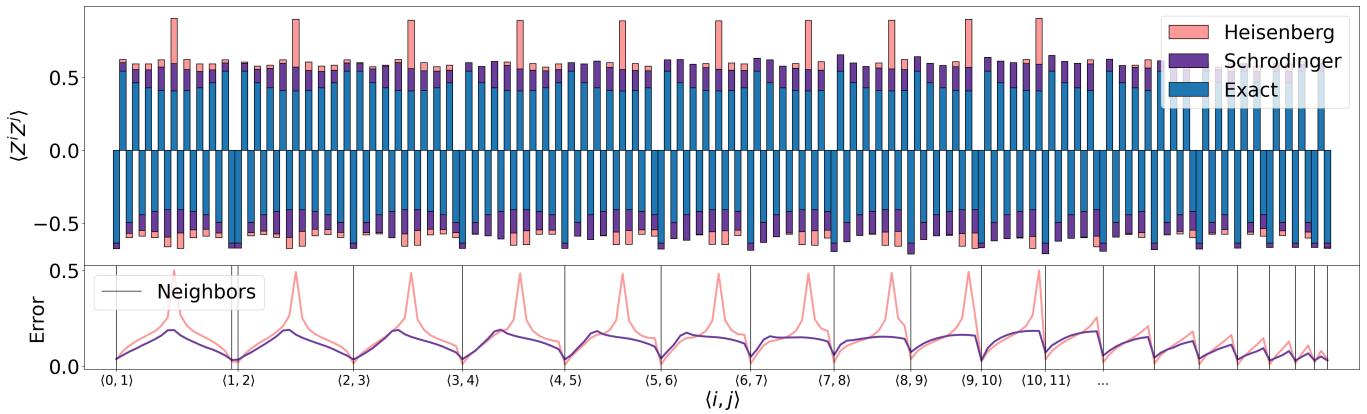 Heisenberg
Schrodinger
Exact
0.5
0.0
−0.5
⟨ZⁱZʲ⟩
0.5
0.0
Error
Neighbors
⟨0, 1⟩ ⟨1, 2⟩ ⟨2, 3⟩ ⟨3, 4⟩ ⟨4, 5⟩ ⟨5, 6⟩ ⟨6, 7⟩ ⟨7, 8⟩ ⟨8, 9⟩ ⟨9, 10⟩ ⟨10, 11⟩ ...
⟨i, j⟩